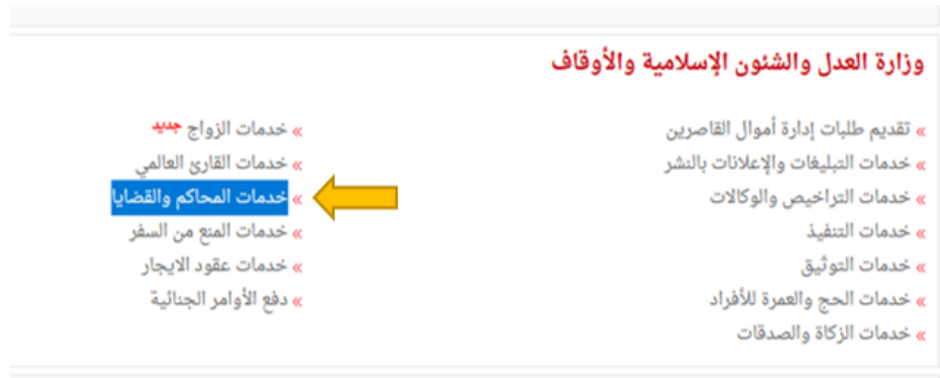 وزارة العدل والشئون الإسلامية والأوقاف
» تقديم طلبات إدارة أموال القاصرين
» خدمات التبليغات والإعلانات بالنشر
» خدمات التراخيص والوكالات
» خدمات التنفيذ
» خدمات التوثيق
» خدمات الحج والعمرة للأفراد
» خدمات الزكاة والصدقات
» خدمات الزواج جديد
» خدمات القارئ العالمي
» خدمات المحاكم والقضايا
» خدمات المنع من السفر
» خدمات عقود الايجار
» دفع الأوامر الجنائية